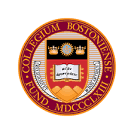 COLLEGIUM BOSTONIENSE
FUND. MDCCCLXIII